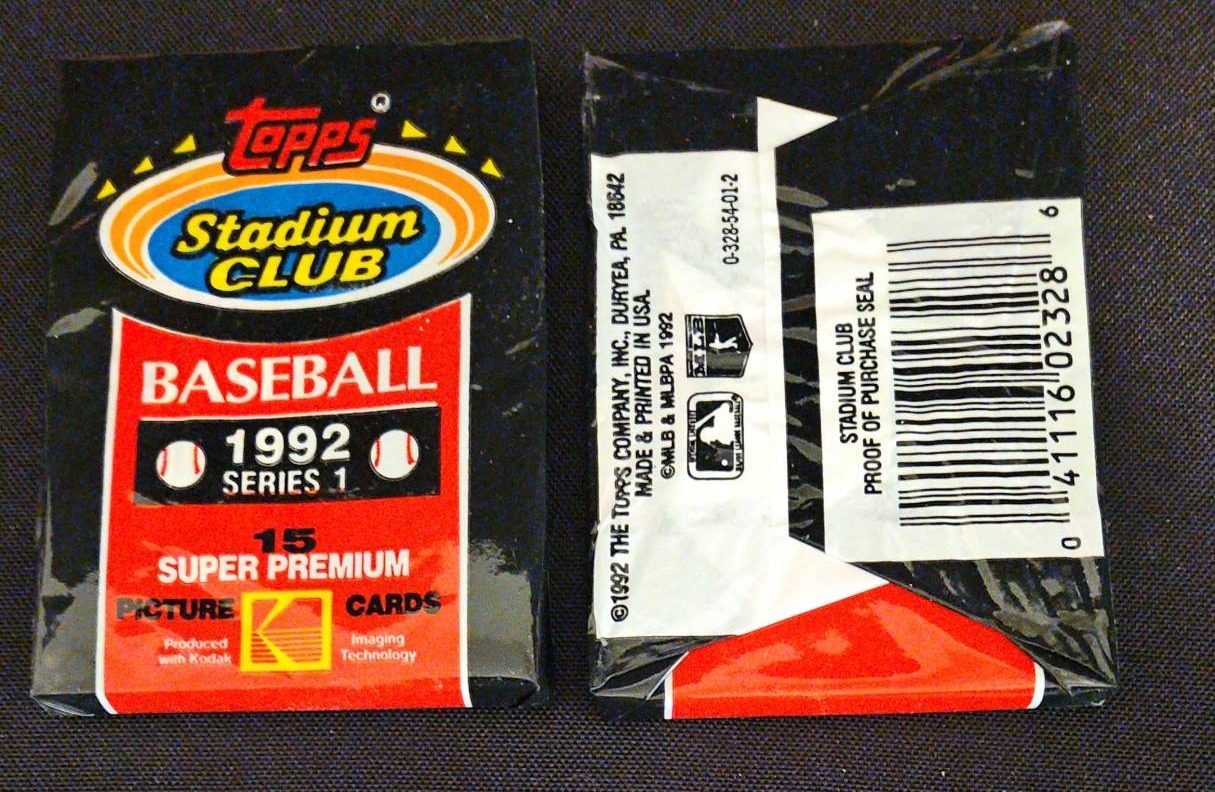 TOPPS®
Stadium
CLUB
BASEBALL
1992
SERIES 1
15
SUPER PREMIUM
PICTURE CARDS
Produced
with Kodak
Imaging
Technology
©1992 THE TOPPS COMPANY, INC., DURYEA, PA. 18642
MADE & PRINTED IN USA.
©MLB & MLBPA 1992
MLB
0-328-54-01-2
STADIUM CLUB
PROOF OF PURCHASE SEAL
0 41116 02328 6